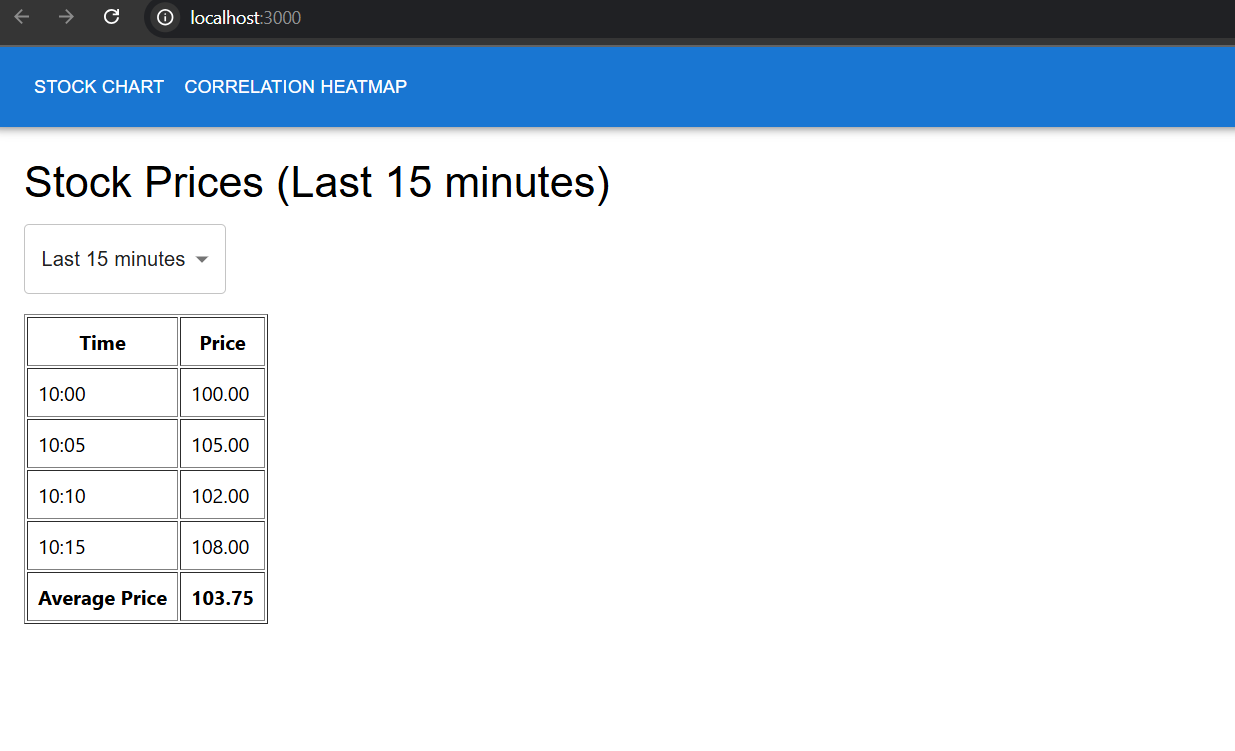 localhost:3000
STOCK CHART CORRELATION HEATMAP
Stock Prices (Last 15 minutes)
Last 15 minutes
Time Price
10:00 100.00
10:05 105.00
10:10 102.00
10:15 108.00
Average Price 103.75